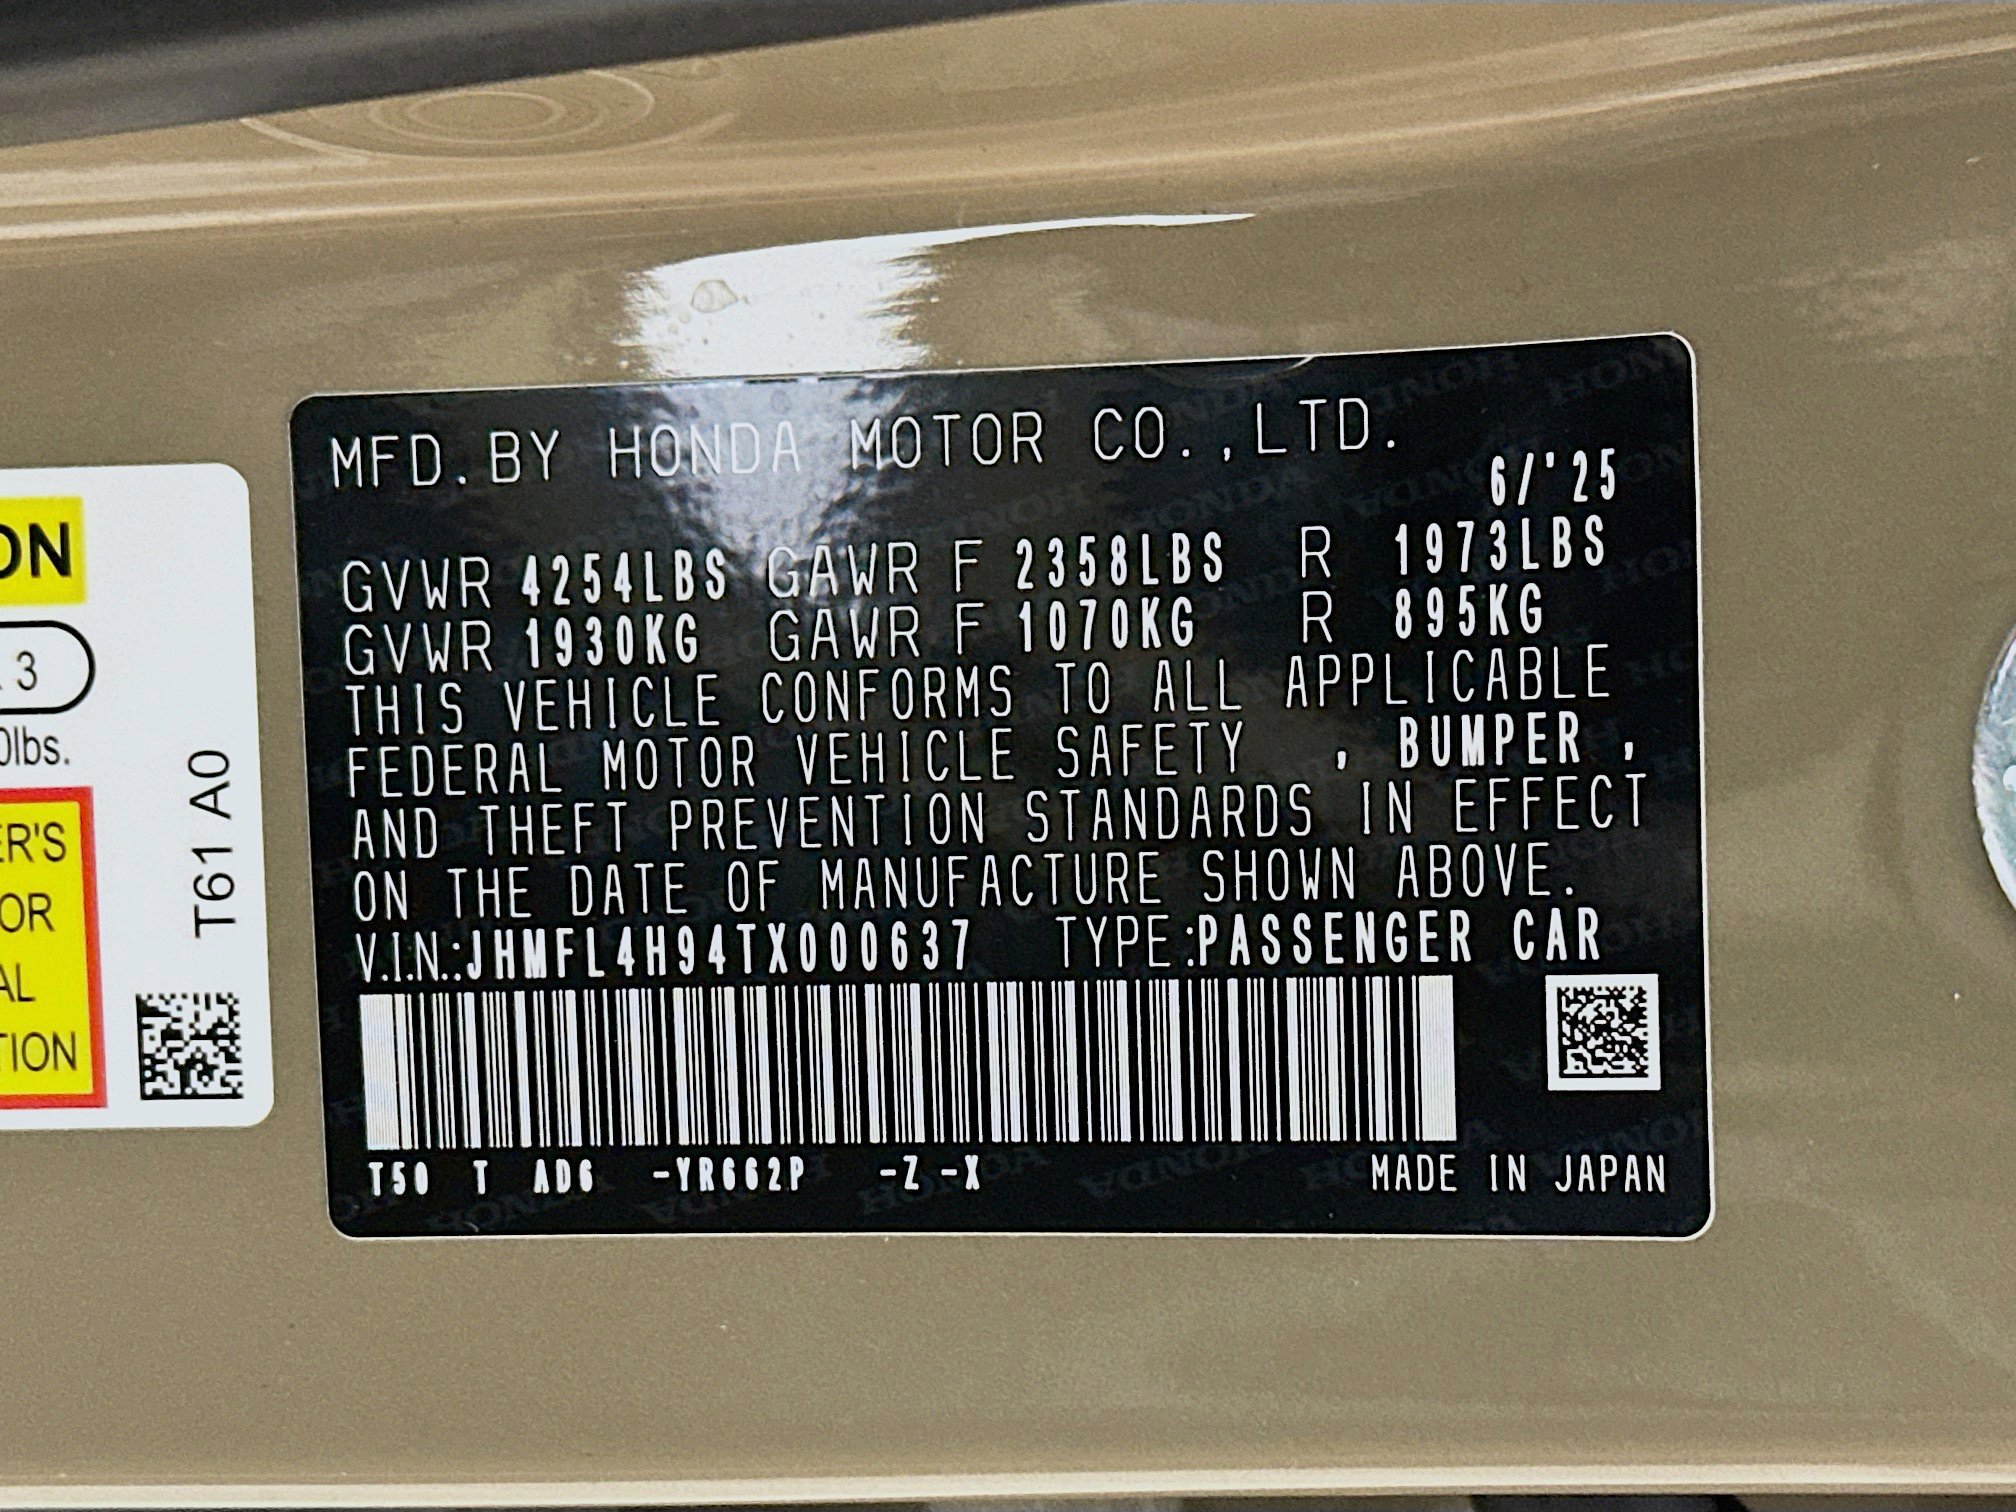 MFD.BY HONDA MOTOR CO.,LTD.
6/'25
GVWR 4254LBS GAWR F 2358LBS R 1973LBS
GVWR 1930KG GAWR F 1070KG R 895KG
THIS VEHICLE CONFORMS TO ALL APPLICABLE
FEDERAL MOTOR VEHICLE SAFETY , BUMPER ,
AND THEFT PREVENTION STANDARDS IN EFFECT
ON THE DATE OF MANUFACTURE SHOWN ABOVE.
V.I.N.:JHMFL4H94TX000637 TYPE:PASSENGER CAR
T50 T AD6 -YR662P -Z -X MADE IN JAPAN
ON
3
0lbs.
ER'S
OR
AL
TION
T61 A0